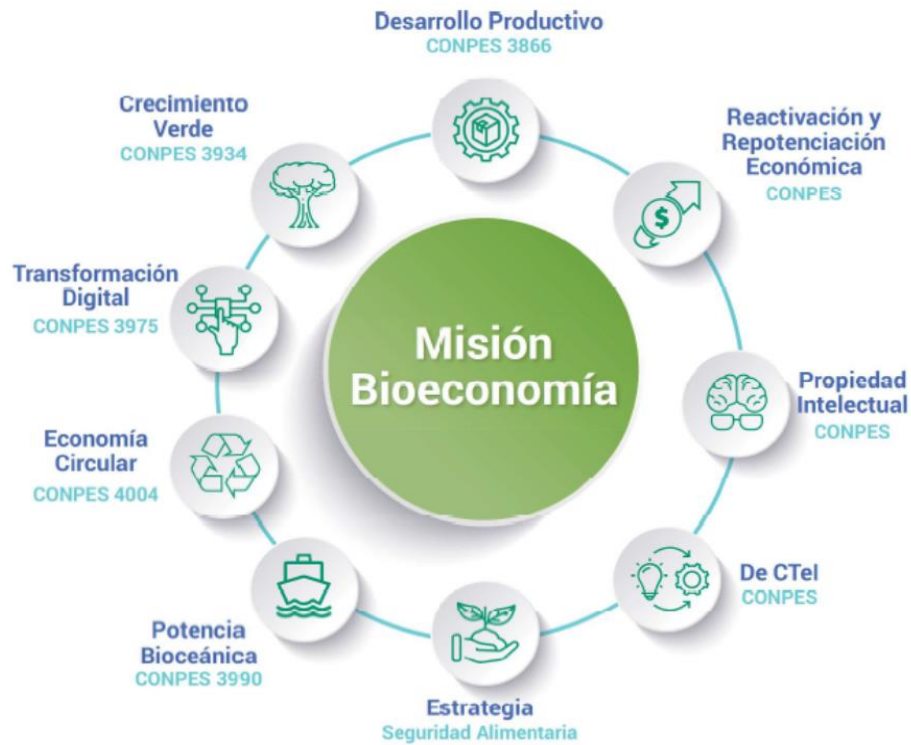 Desarrollo Productivo
CONPES 3866
Reactivación y
Repotenciación
Económica
CONPES
Propiedad
Intelectual
CONPES
De CTeI
CONPES
Estrategia
Seguridad Alimentaria
Potencia
Bioceánica
CONPES 3990
Economía
Circular
CONPES 4004
Transformación
Digital
CONPES 3975
Crecimiento
Verde
CONPES 3934
Misión
Bioeconomía
$